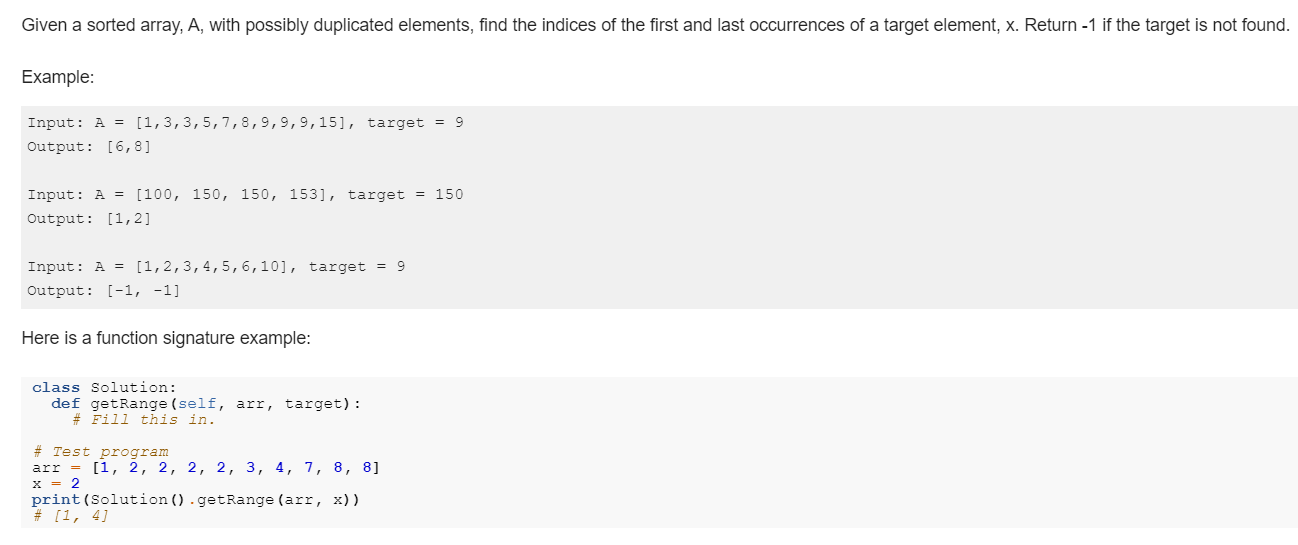 Given a sorted array, A, with possibly duplicated elements, find the indices of the first and last occurrences of a target element, x. Return -1 if the target is not found.
Example:
Input: A = [1,3,3,5,7,8,9,9,9,15], target = 9
Output: [6,8]
Input: A = [100, 150, 150, 153], target = 150
Output: [1,2]
Input: A = [1,2,3,4,5,6,10], target = 9
Output: [-1, -1]
Here is a function signature example:
class Solution:
  def getRange(self, arr, target):
    # Fill this in.
# Test program
arr = [1, 2, 2, 2, 2, 3, 4, 7, 8, 8]
x = 2
print(Solution().getRange(arr, x))
# [1, 4]